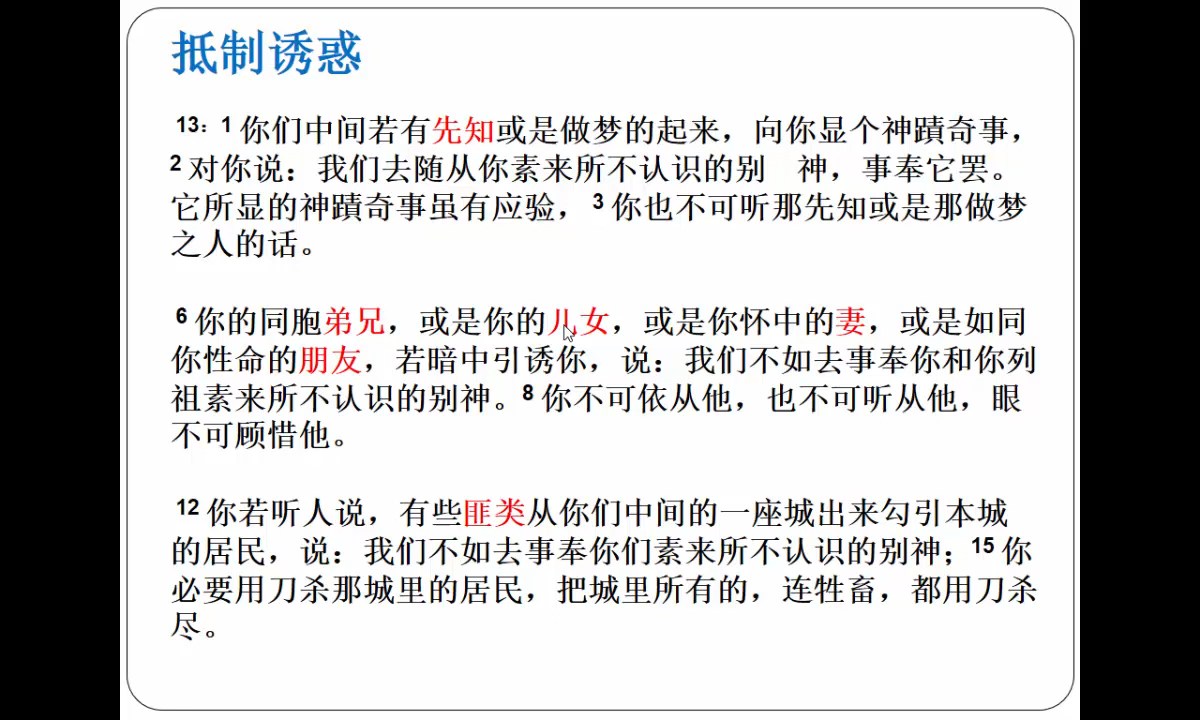 抵制诱惑
13：1 你们中间若有先知或是做梦的起来，向你显个神蹟奇事，
2 对你说：我们去随从你素来所不认识的别　神，事奉它罢。
它所显的神蹟奇事虽有应验，3 你也不可听那先知或是那做梦
之人的话。
6 你的同胞弟兄，或是你的儿女，或是你怀中的妻，或是如同
你性命的朋友，若暗中引诱你，说：我们不如去事奉你和你列
祖素来所不认识的别神。8 你不可依从他，也不可听从他，眼
不可顾惜他。
12 你若听人说，有些匪类从你们中间的一座城出来勾引本城
的居民，说：我们不如去事奉你们素来所不认识的别神；15 你
必要用刀杀那城里的居民，把城里所有的，连牲畜，都用刀杀
尽。